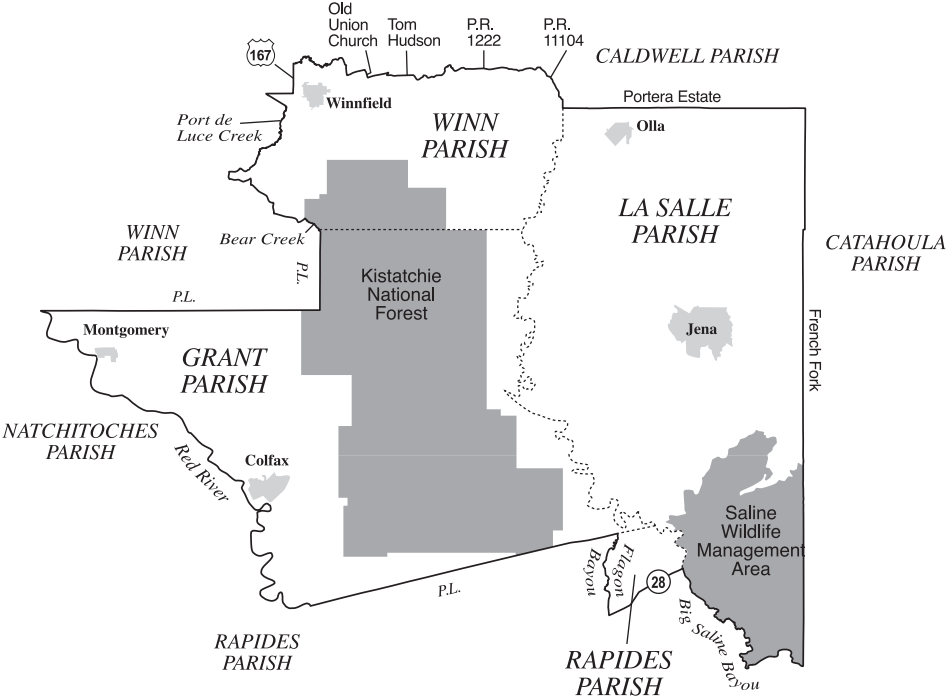 Old
Union
Church
Tom
Hudson
P.R.
1222
P.R.
11104
167
CALDWELL PARISH
Winnfield
Portera Estate
Port de
Luce Creek
WINN
PARISH
Olla
LA SALLE
PARISH
WINN
PARISH
Bear Creek
CATAHOULA
PARISH
P.L.
Kistatchie
National
Forest
P.L.
Montgomery
Jena
French Fork
GRANT
PARISH
NATCHITOCHES
PARISH
Red River
Colfax
Saline
Wildlife
Management
Area
Flagon
Bayou
28
P.L.
Big Saline Bayou
RAPIDES
PARISH
RAPIDES
PARISH